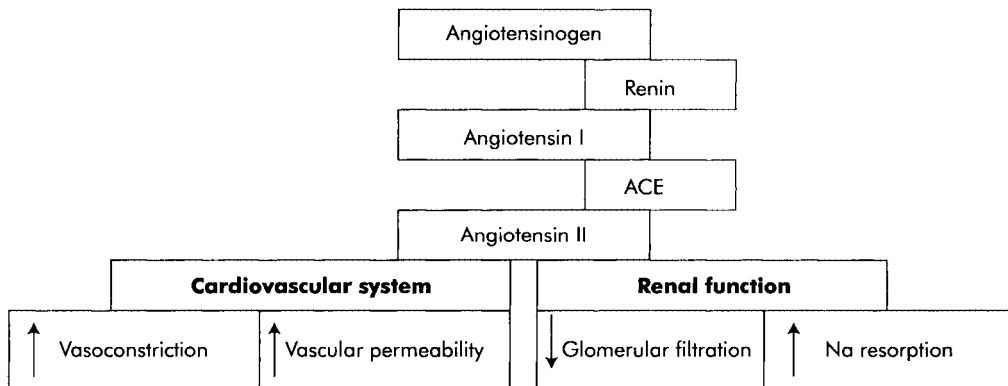 Angiotensinogen
Renin
Angiotensin I
ACE
Angiotensin II
Cardiovascular system
Renal function
Vasoconstriction
Vascular permeability
Glomerular filtration
Na resorption